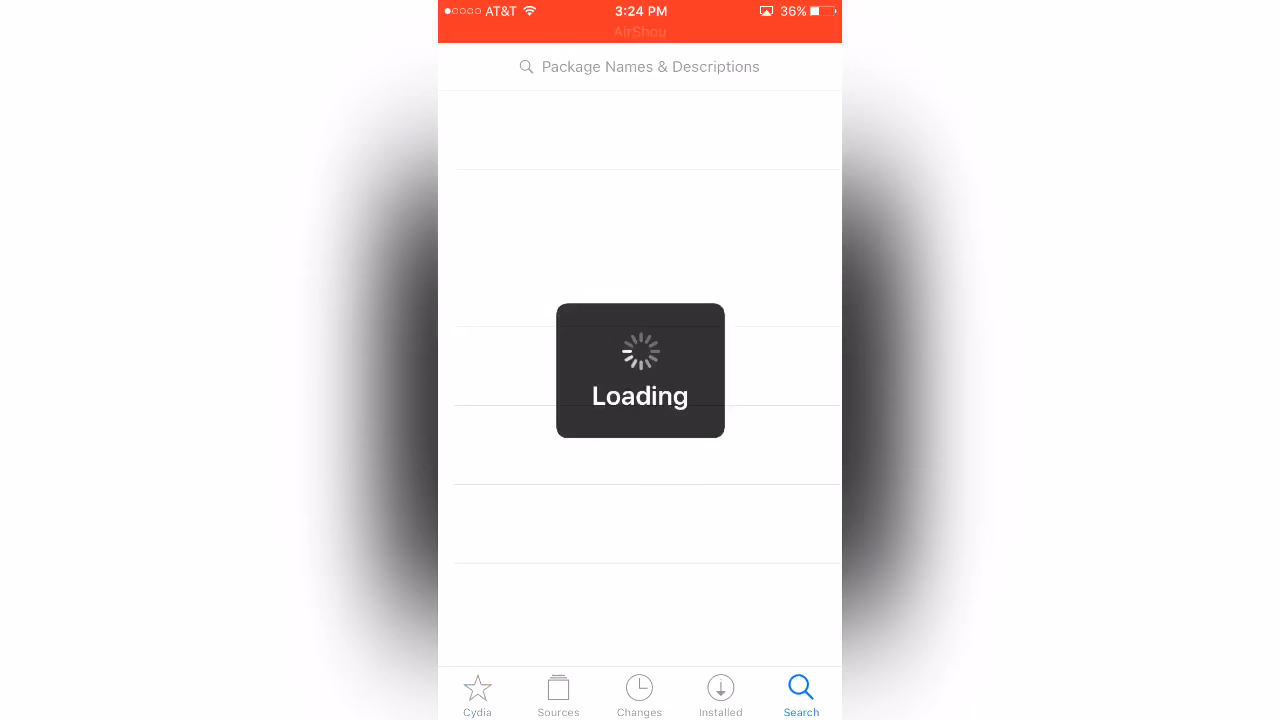 AT&T 3:24 PM 36%
AirShou
Package Names & Descriptions
Loading
Cydia Sources Changes Installed Search